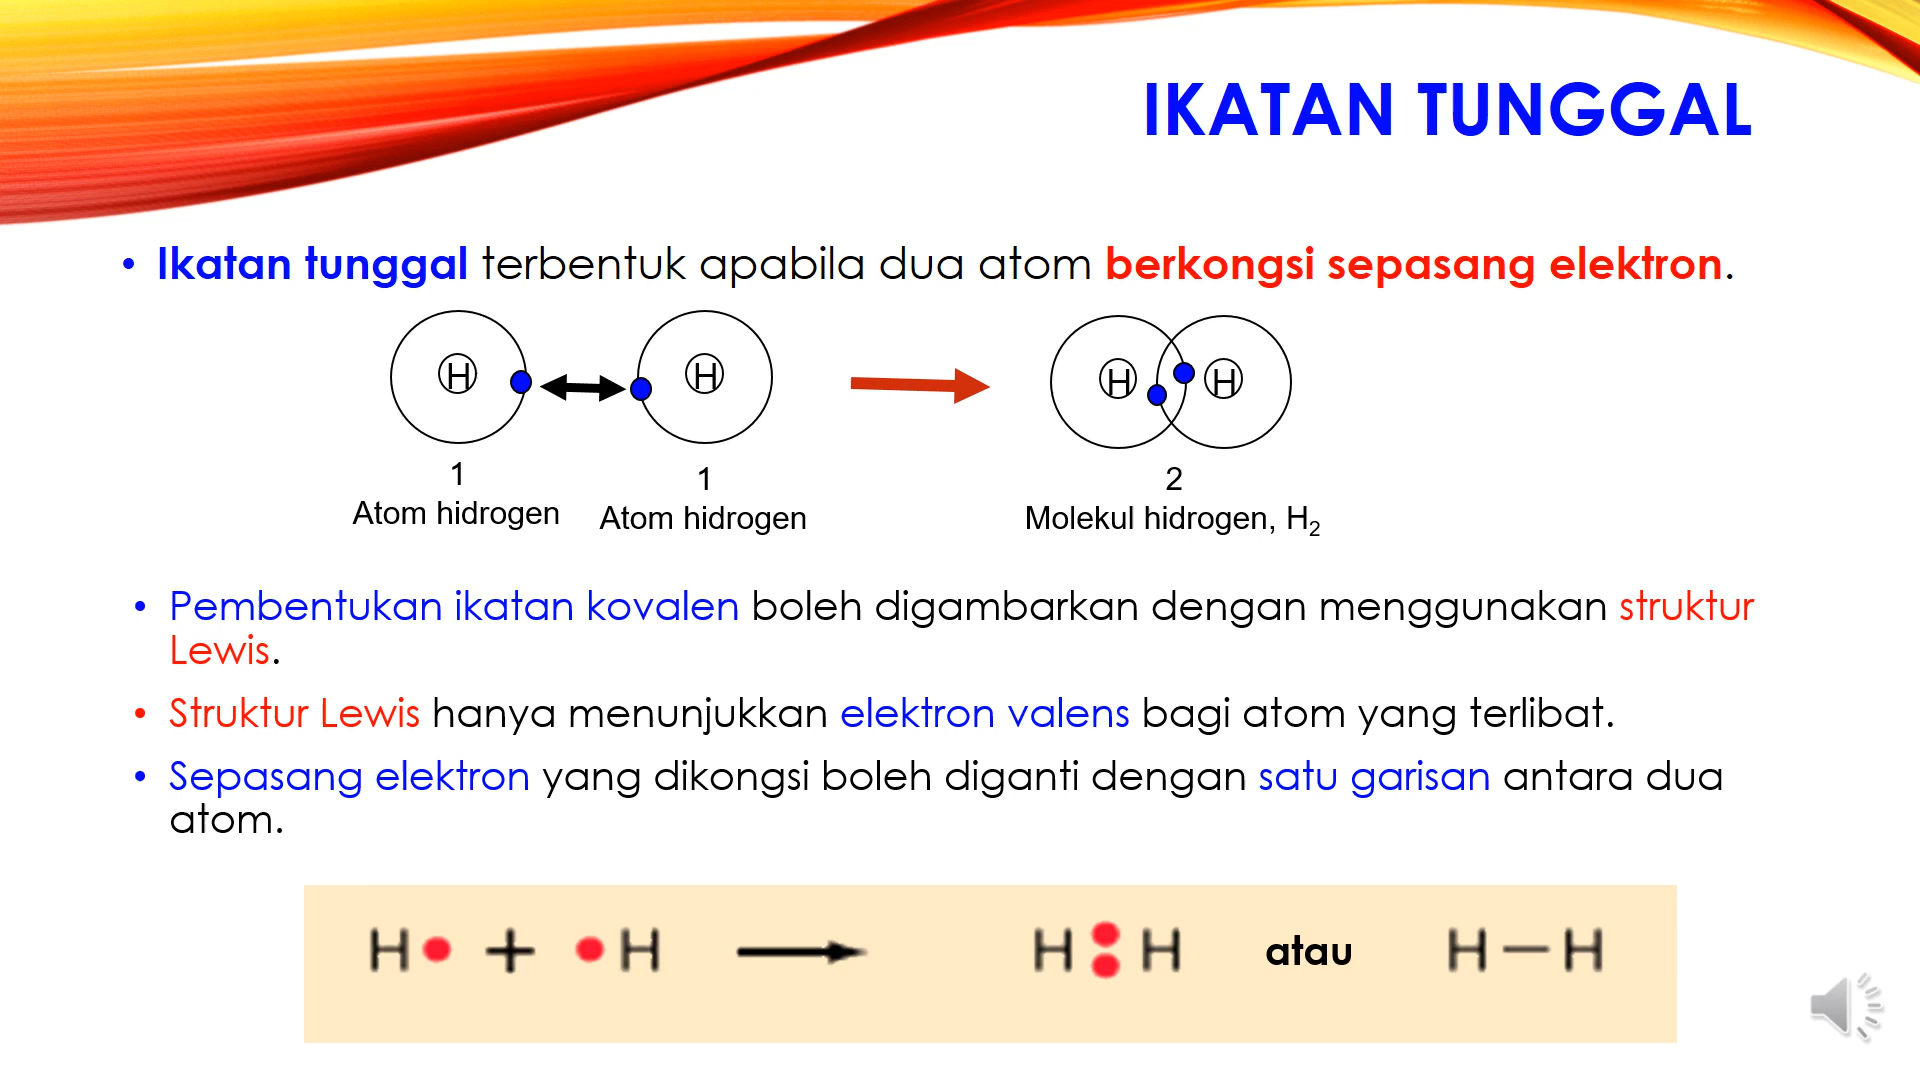 IKATAN TUNGGAL
• Ikatan tunggal terbentuk apabila dua atom berkongsi sepasang elektron.
H H H H
1 1 2
Atom hidrogen Atom hidrogen Molekul hidrogen, H₂
• Pembentukan ikatan kovalen boleh digambarkan dengan menggunakan struktur
Lewis.
• Struktur Lewis hanya menunjukkan elektron valens bagi atom yang terlibat.
• Sepasang elektron yang dikongsi boleh diganti dengan satu garisan antara dua
atom.
H• + •H → H:H atau H—H